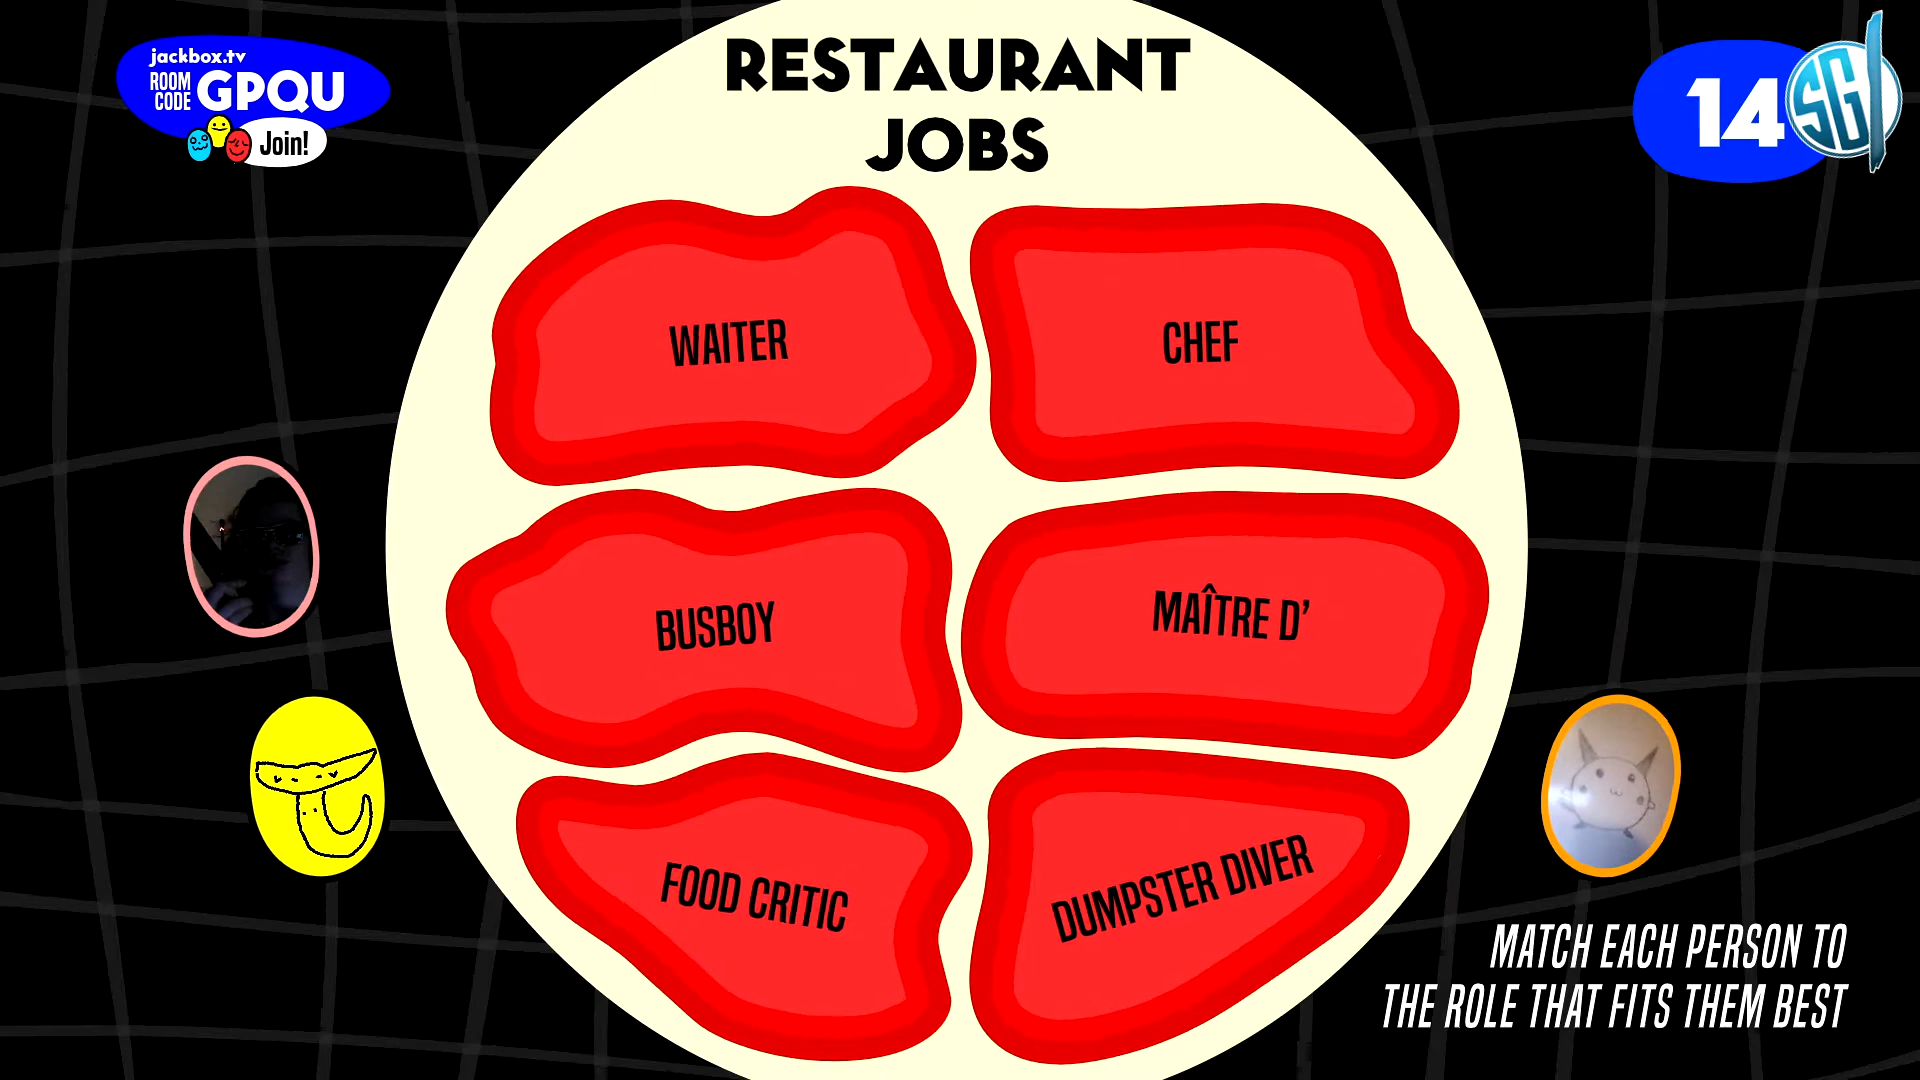 jackbox.tv
ROOM
CODE
GPQU
Join!
RESTAURANT
JOBS
14
SG
WAITER
CHEF
BUSBOY
MAÎTRE D'
FOOD CRITIC
DUMPSTER DIVER
MATCH EACH PERSON TO
THE ROLE THAT FITS THEM BEST